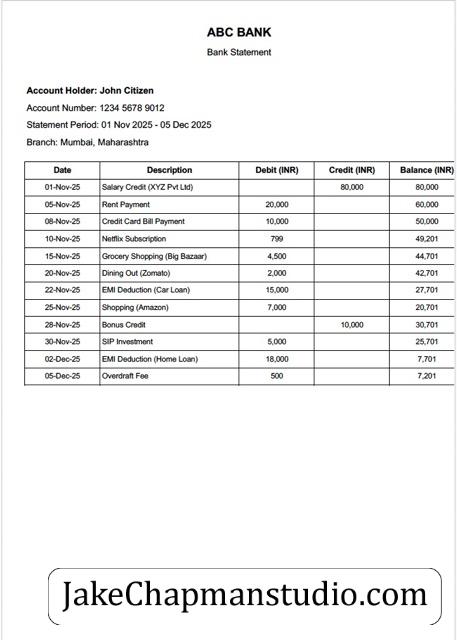 ABC BANK
Bank Statement
Account Holder: John Citizen
Account Number: 1234 5678 9012
Statement Period: 01 Nov 2025 - 05 Dec 2025
Branch: Mumbai, Maharashtra
Date Description Debit (INR) Credit (INR) Balance (INR)
01-Nov-25 Salary Credit (XYZ Pvt Ltd) 80,000 80,000
05-Nov-25 Rent Payment 20,000 60,000
08-Nov-25 Credit Card Bill Payment 10,000 50,000
10-Nov-25 Netflix Subscription 799 49,201
15-Nov-25 Grocery Shopping (Big Bazaar) 4,500 44,701
20-Nov-25 Dining Out (Zomato) 2,000 42,701
22-Nov-25 EMI Deduction (Car Loan) 15,000 27,701
25-Nov-25 Shopping (Amazon) 7,000 20,701
28-Nov-25 Bonus Credit 10,000 30,701
30-Nov-25 SIP Investment 5,000 25,701
02-Dec-25 EMI Deduction (Home Loan) 18,000 7,701
05-Dec-25 Overdraft Fee 500 7,201
JakeChapmanstudio.com